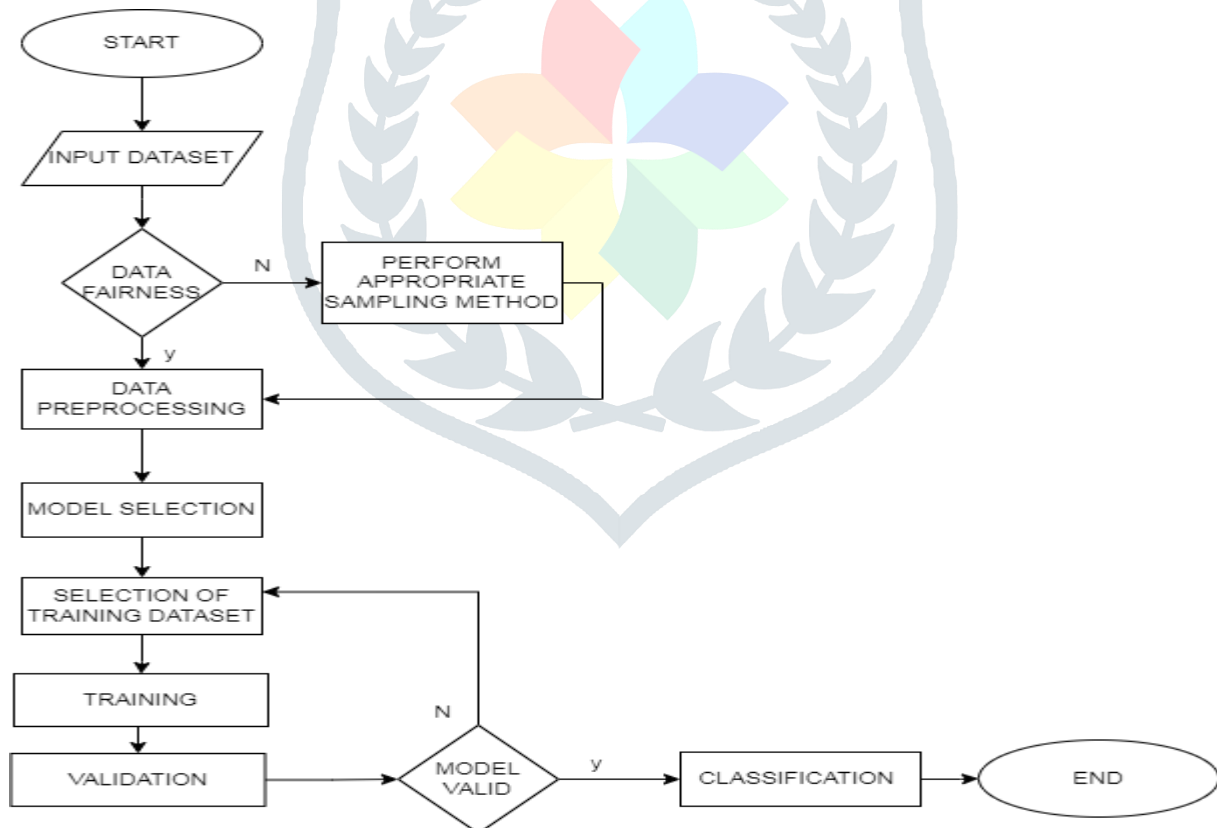 START
INPUT DATASET
DATA
FAIRNESS
N
PERFORM
APPROPRIATE
SAMPLING METHOD
y
DATA
PREPROCESSING
MODEL SELECTION
SELECTION OF
TRAINING DATASET
TRAINING
VALIDATION
N
MODEL
VALID
y
CLASSIFICATION
END